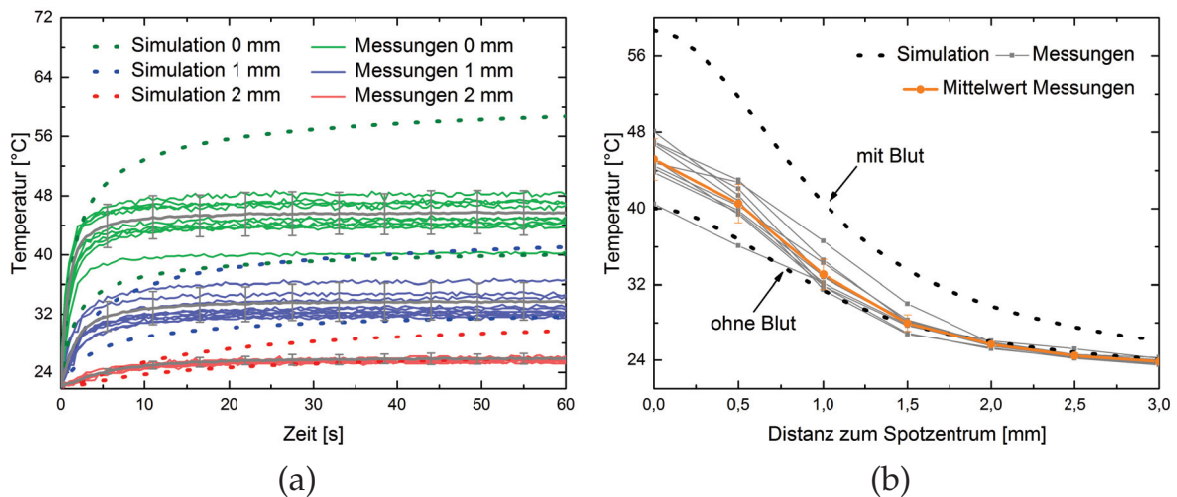 72
64
56
48
40
32
24
Temperatur [°C]
Simulation 0 mm
Simulation 1 mm
Simulation 2 mm
Messungen 0 mm
Messungen 1 mm
Messungen 2 mm
0
10
20
30
40
50
60
Zeit [s]
(a)
56
48
40
32
24
Temperatur [°C]
Simulation
Messungen
Mittelwert Messungen
mit Blut
ohne Blut
0,0
0,5
1,0
1,5
2,0
2,5
3,0
Distanz zum Spotzentrum [mm]
(b)